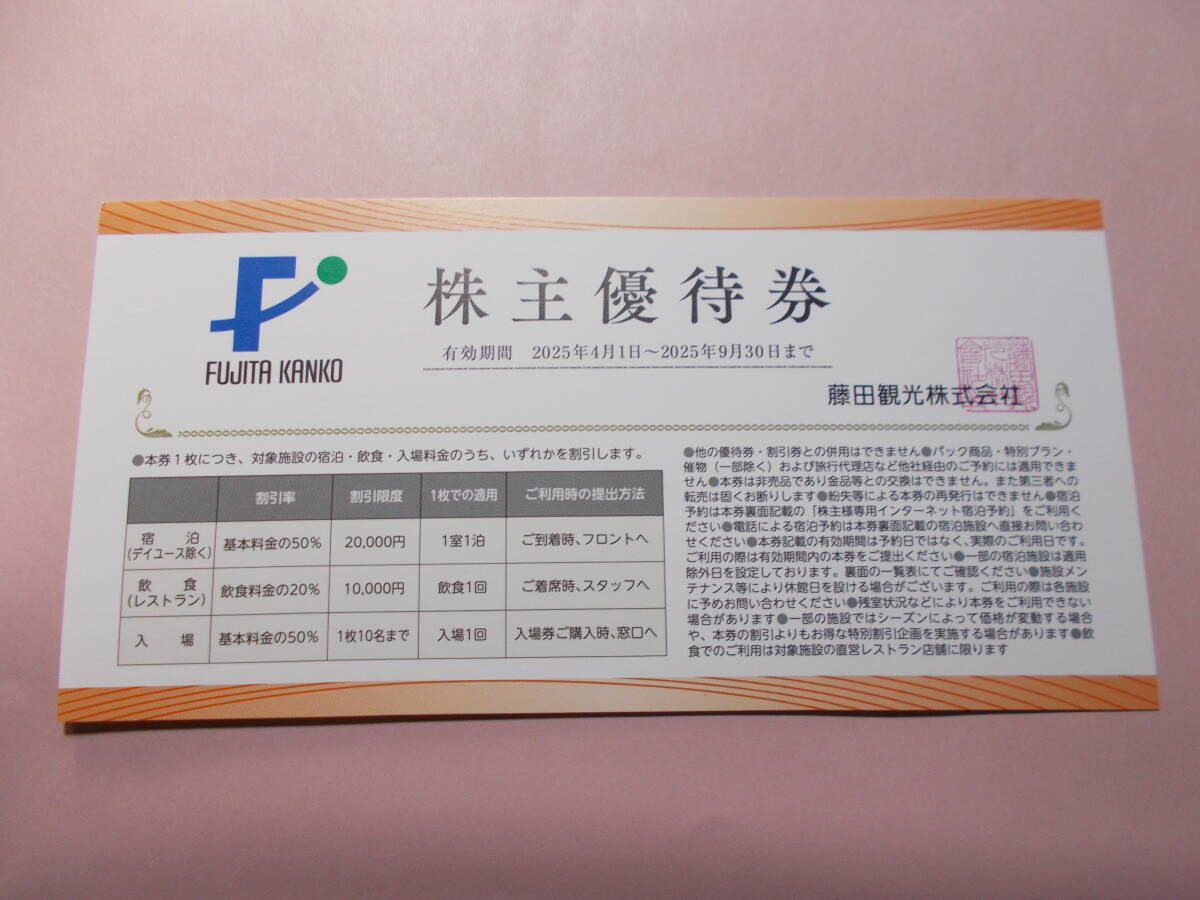 FUJITA KANKO
株主優待券
有効期間 2025年4月1日～2025年9月30日まで
藤田観光株式会社
●本券1枚につき、対象施設の宿泊・飲食・入場料金のうち、いずれかを割引します。
割引率 割引限度 1枚での適用 ご利用時の提出方法
宿泊
(デイユース除く) 基本料金の50% 20,000円 1室1泊 ご到着時、フロントへ
飲食
(レストラン) 飲食料金の20% 10,000円 飲食1回 ご着席時、スタッフへ
入場 基本料金の50% 1枚10名まで 入場1回 入場券ご購入時、窓口へ
●他の優待券・割引券との併用はできません●パック商品・特別プラン・
催物（一部除く）および旅行代理店など他社経由のご予約には適用できま
せん●本券は非売品であり金品等との交換はできません。また第三者への
転売は固くお断りします●紛失等による本券の再発行はできません●宿泊
予約は本券裏面記載の「株主様専用インターネット宿泊予約」をご利用く
ださい●電話による宿泊予約は本券裏面記載の宿泊施設へ直接お問い合わ
せください●本券記載の有効期間は予約日ではなく、実際のご利用日です。
ご利用の際は有効期間内の本券をご提出ください●一部の宿泊施設は適用
除外日を設定しております。裏面の一覧表にてご確認ください●施設メン
テナンス等により休館日を設ける場合がございます。ご利用の際は各施設
に予めお問い合わせください●残室状況などにより本券をご利用できない
場合があります●一部の施設ではシーズンによって価格が変動する場合
や、本券の割引よりもお得な特別割引企画を実施する場合があります●飲
食でのご利用は対象施設の直営レストラン店舗に限ります